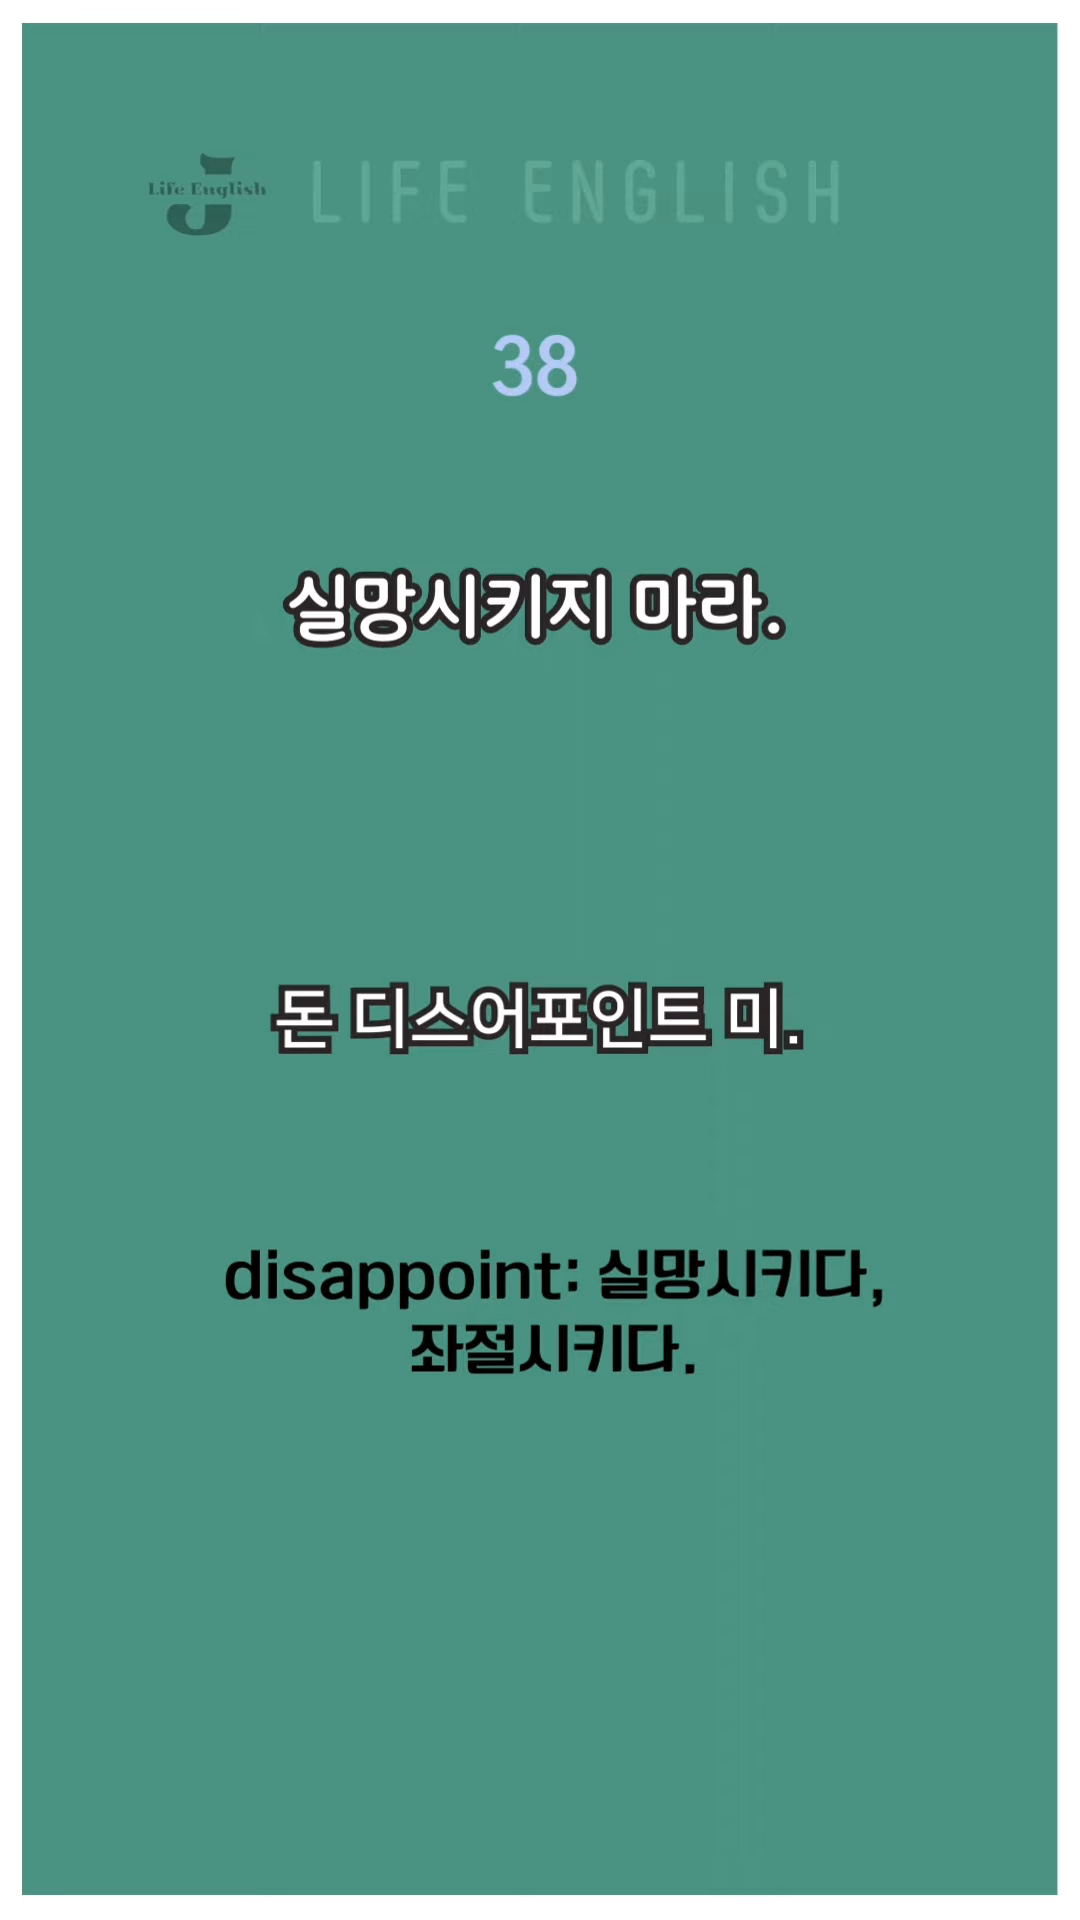 Life English
LIFE ENGLISH
38
실망시키지 마라.
돈 디스어포인트 미.
disappoint: 실망시키다,
좌절시키다.